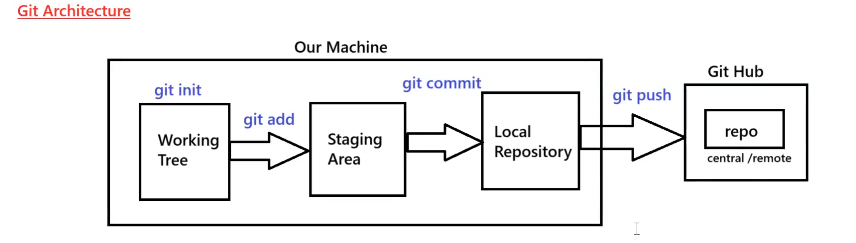 Git Architecture
Our Machine
git init
git add
git commit
git push
Git Hub
Working
Tree
Staging
Area
Local
Repository
repo
central /remote